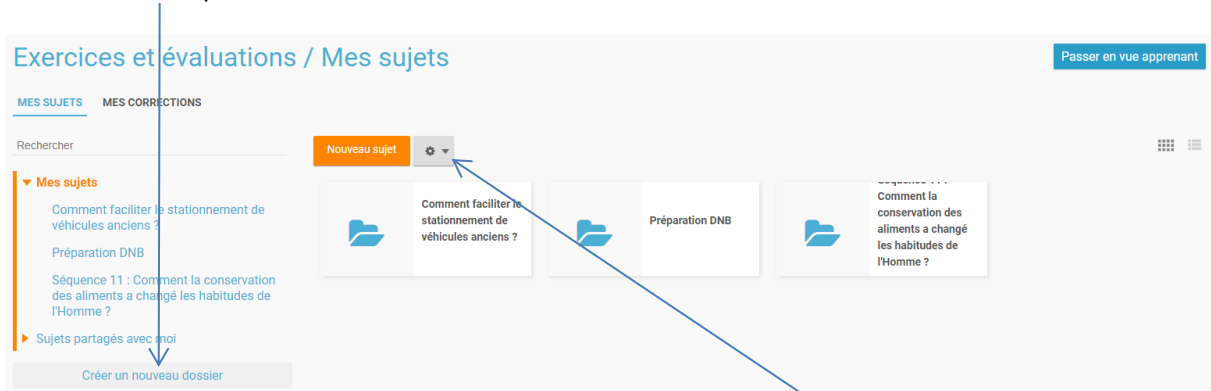 Exercices et évaluations / Mes sujets
Passer en vue apprenant
MES SUJETS MES CORRECTIONS
Rechercher
Nouveau sujet
Mes sujets
Comment faciliter le stationnement de
véhicules anciens ?
Préparation DNB
Séquence 11 : Comment la conservation
des aliments a changé les habitudes de
l'Homme ?
Sujets partagés avec moi
Créer un nouveau dossier
Comment faciliter le
stationnement de
véhicules anciens ?
Préparation DNB
Séquence 11 :
Comment la
conservation des
aliments a changé
les habitudes de
l'Homme ?